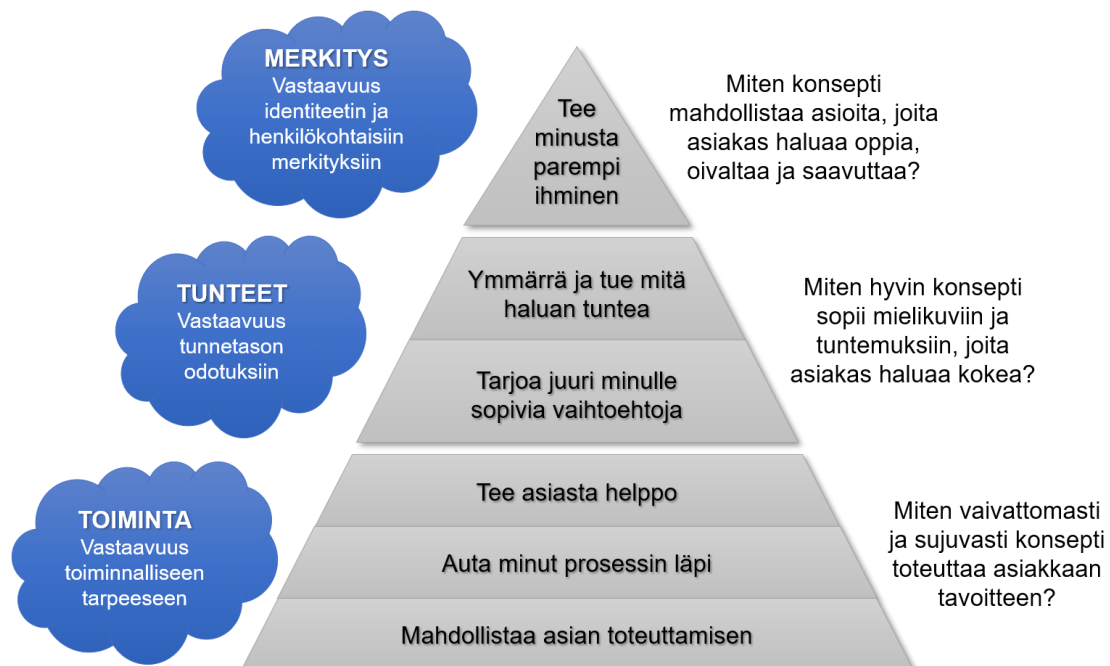 MERKITYS
Vastaavuus
identiteetin ja
henkilökohtaisiin
merkityksiin
Tee
minusta
parempi
ihminen
Miten konsepti
mahdollistaa asioita, joita
asiakas haluaa oppia,
oivaltaa ja saavuttaa?
TUNTEET
Vastaavuus
tunnetason
odotuksiin
Ymmärrä ja tue mitä
haluan tuntea
Tarjoa juuri minulle
sopivia vaihtoehtoja
Miten hyvin konsepti
sopii mielikuviin ja
tuntemuksiin, joita
asiakas haluaa kokea?
TOIMINTA
Vastaavuus
toiminnalliseen
tarpeeseen
Tee asiasta helppo
Auta minut prosessin läpi
Mahdollistaa asian toteuttamisen
Miten vaivattomasti
ja sujuvasti konsepti
toteuttaa asiakkaan
tavoitteen?